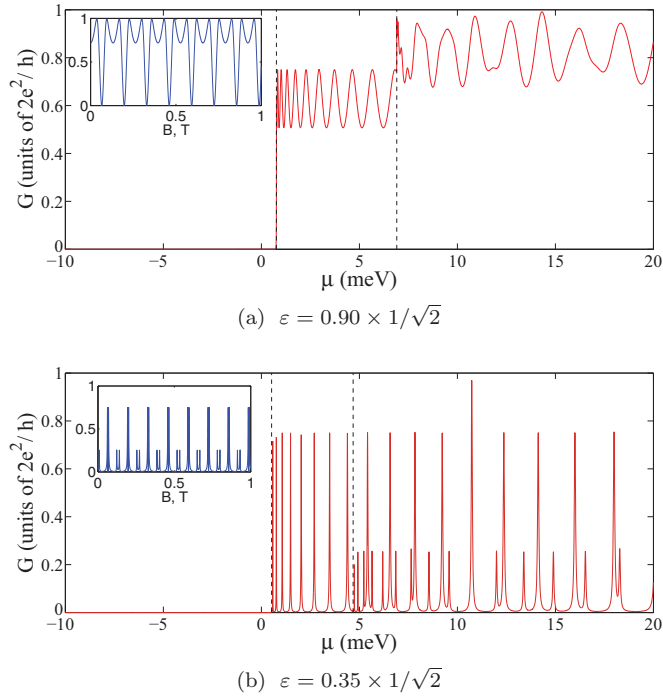 1
0.8
0.6
0.4
0.2
0
G (units of 2e²/ h)
1
0.5
0
0 0.5 1
B, T
−10 −5 0 5 10 15 20
μ (meV)
(a) ε = 0.90 × 1/√2
1
0.8
0.6
0.4
0.2
0
G (units of 2e²/ h)
1
0.5
0
0 0.5 1
B, T
−10 −5 0 5 10 15 20
μ (meV)
(b) ε = 0.35 × 1/√2